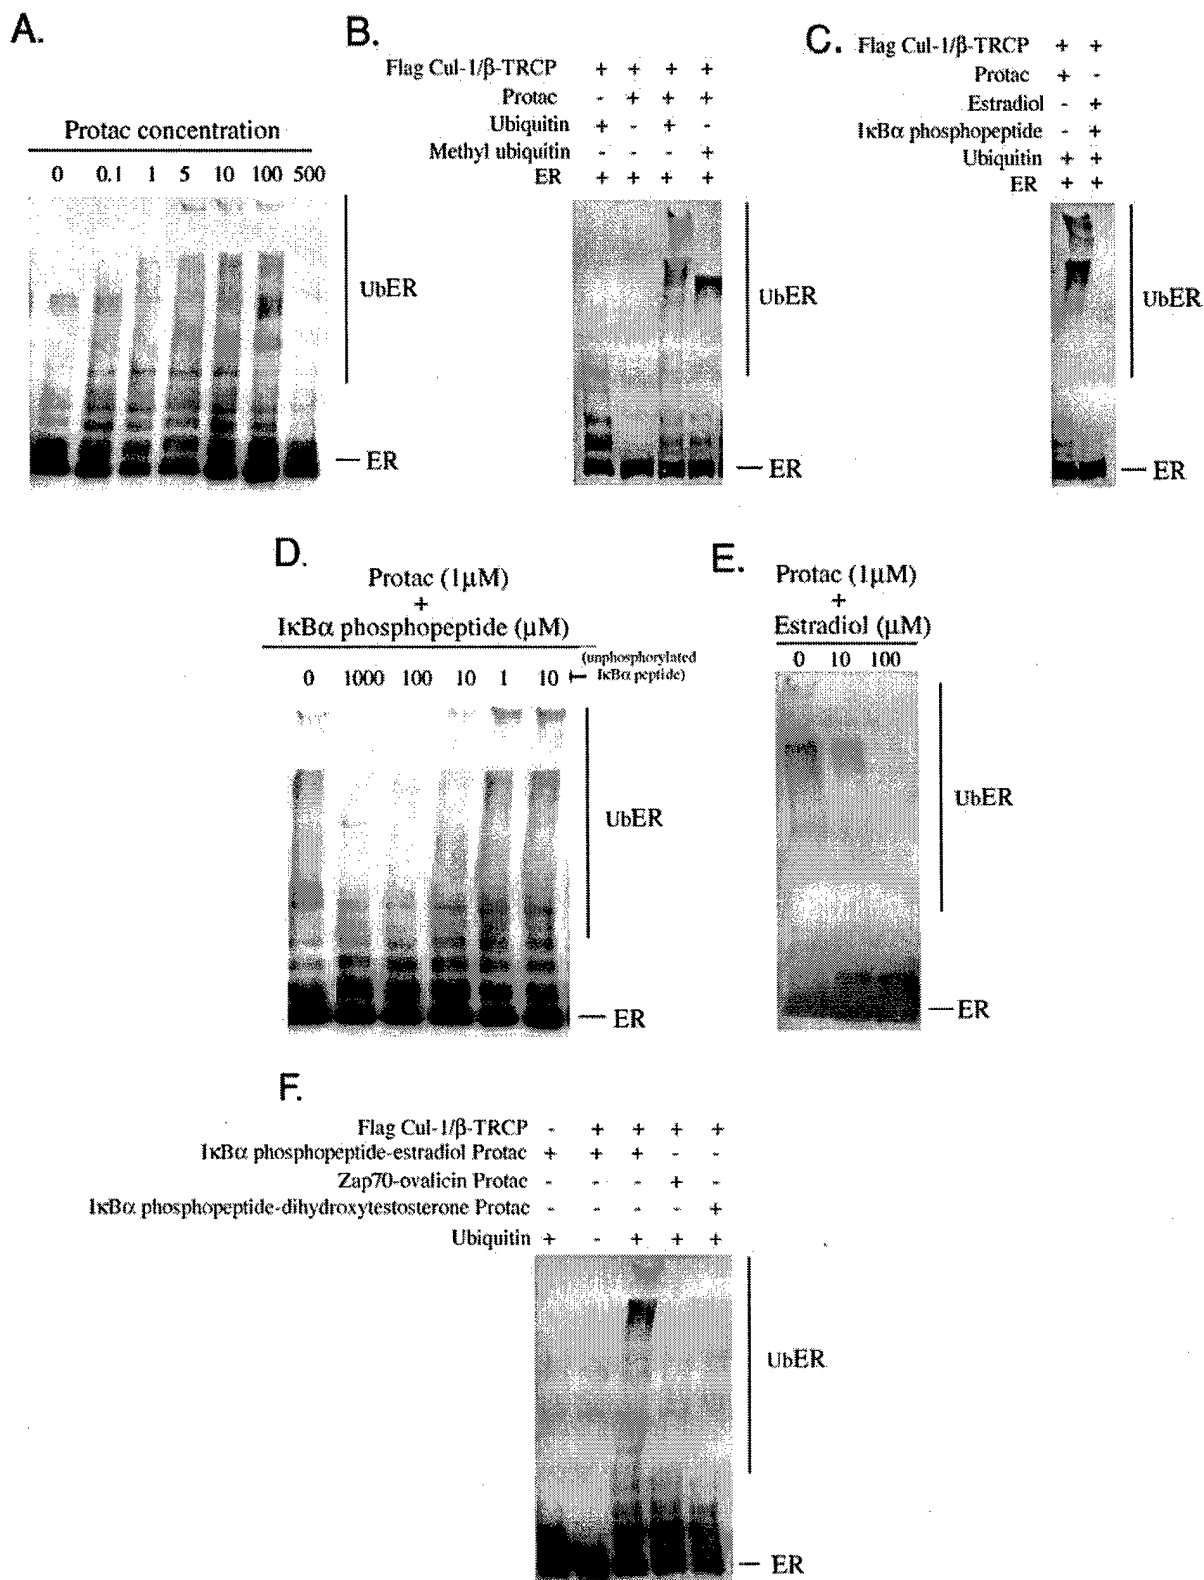 A.
Protac concentration
0 0.1 1 5 10 100 500
UbER
ER
B.
Flag Cul-1/β-TRCP + + + +
Protac - + + +
Ubiquitin + - + -
Methyl ubiquitin - - - +
ER + + + +
UbER
ER
C.
Flag Cul-1/β-TRCP + +
Protac + -
Estradiol - +
IκBα phosphopeptide - +
Ubiquitin + +
ER + +
UbER
ER
D.
Protac (1μM)
+
IκBα phosphopeptide (μM)
0 1000 100 10 1 10 (unphosphorylated
IκBα peptide)
UbER
ER
E.
Protac (1μM)
+
Estradiol (μM)
0 10 100
UbER
ER
F.
Flag Cul-1/β-TRCP - + + + +
IκBα phosphopeptide-estradiol Protac + + + - -
Zap70-ovalicin Protac - - - + -
IκBα phosphopeptide-dihydroxytestosterone Protac - - - - +
Ubiquitin + - + + +
UbER
ER